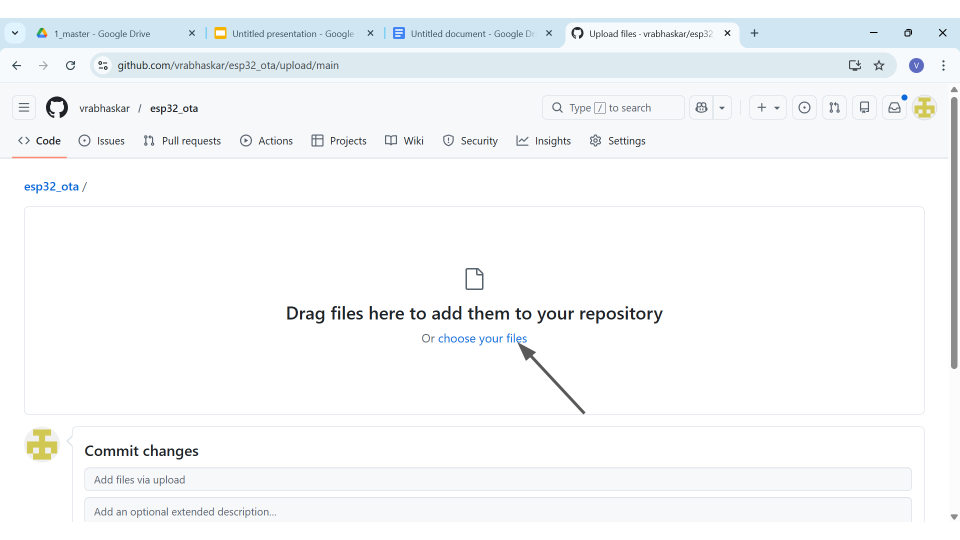 1_master - Google Drive
Untitled presentation - Google
Untitled document - Google Do
Upload files · vrabhaskar/esp32
github.com/vrabhaskar/esp32_ota/upload/main
V
vrabhaskar / esp32_ota
Type / to search
Code
Issues
Pull requests
Actions
Projects
Wiki
Security
Insights
Settings
esp32_ota /
Drag files here to add them to your repository
Or choose your files
Commit changes
Add files via upload
Add an optional extended description...